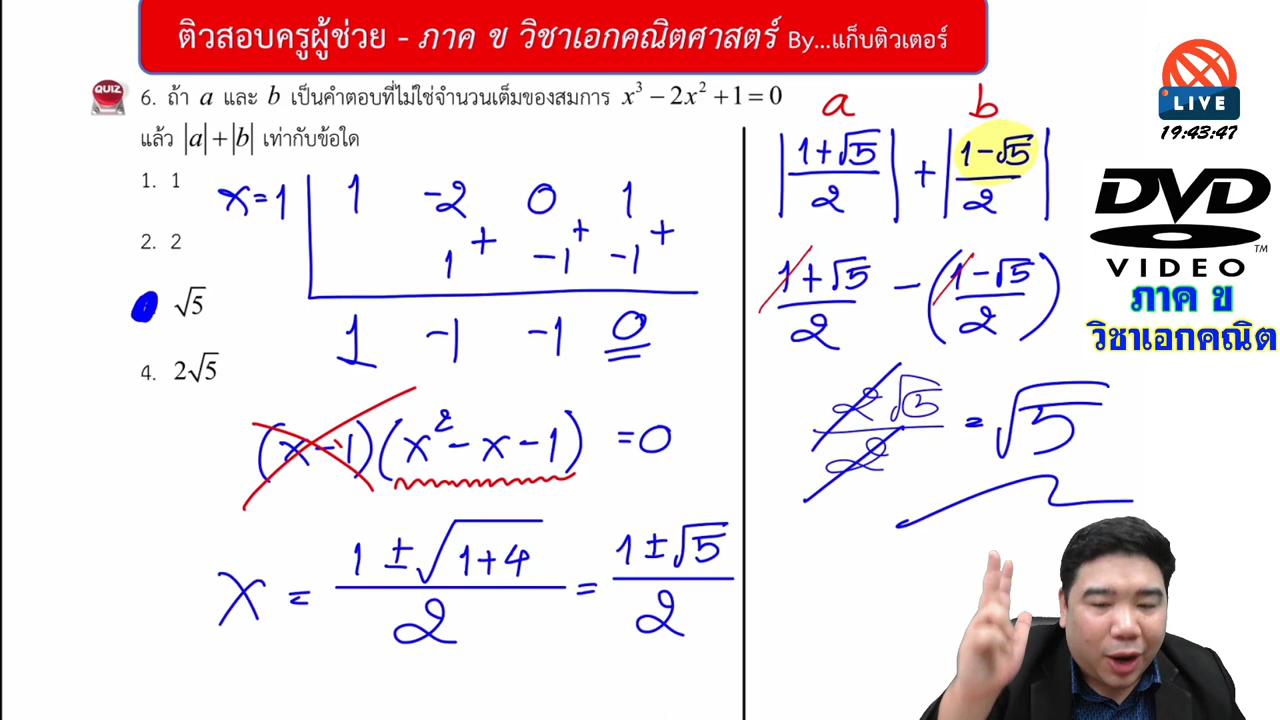 ติวสอบครูผู้ช่วย - ภาค ข วิชาเอกคณิตศาสตร์ By...แก็บติวเตอร์
QUIZ
6. ถ้า a และ b เป็นคำตอบที่ไม่ใช่จำนวนเต็มของสมการ x³ − 2x² + 1 = 0
แล้ว |a| + |b| เท่ากับข้อใด
1. 1
2. 2
√5
4. 2√5
x = 1 | 1 -2 0 1
1 + -1 + -1 +
1 -1 -1 0
(x-1)(x² - x - 1) = 0
x = (1 ± √(1+4))/2 = (1 ± √5)/2
a b
|(1+√5)/2| + |(1-√5)/2|
(1+√5)/2 - ((1-√5)/2)
2√5/2 = √5
LIVE
19:43:47
DVD
VIDEO
TM
ภาค ข
วิชาเอกคณิต